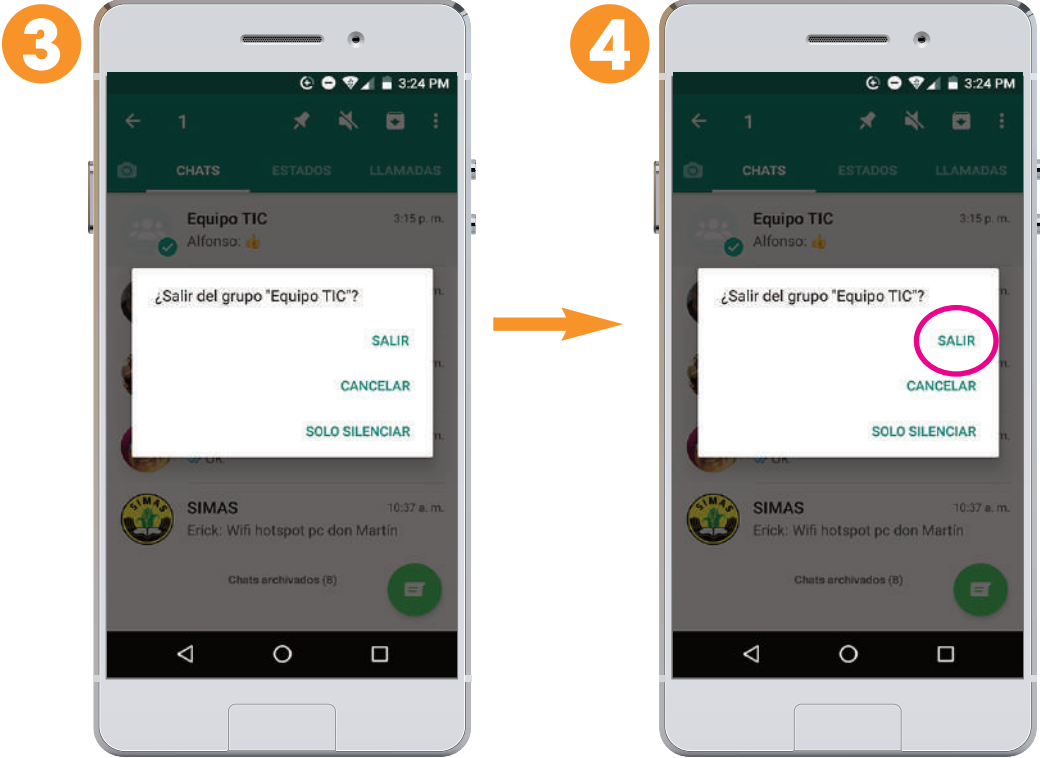 3
3:24 PM
1
CHATS ESTADOS LLAMADAS
Equipo TIC 3:15 p. m.
Alfonso: 👍
¿Salir del grupo "Equipo TIC"?
SALIR
CANCELAR
SOLO SILENCIAR
SIMAS
SIMAS 10:37 a. m.
Erick: Wifi hotspot pc don Martín
Chats archivados (8)
4
3:24 PM
1
CHATS ESTADOS LLAMADAS
Equipo TIC 3:15 p. m.
Alfonso: 👍
¿Salir del grupo "Equipo TIC"?
SALIR
CANCELAR
SOLO SILENCIAR
SIMAS
SIMAS 10:37 a. m.
Erick: Wifi hotspot pc don Martín
Chats archivados (8)